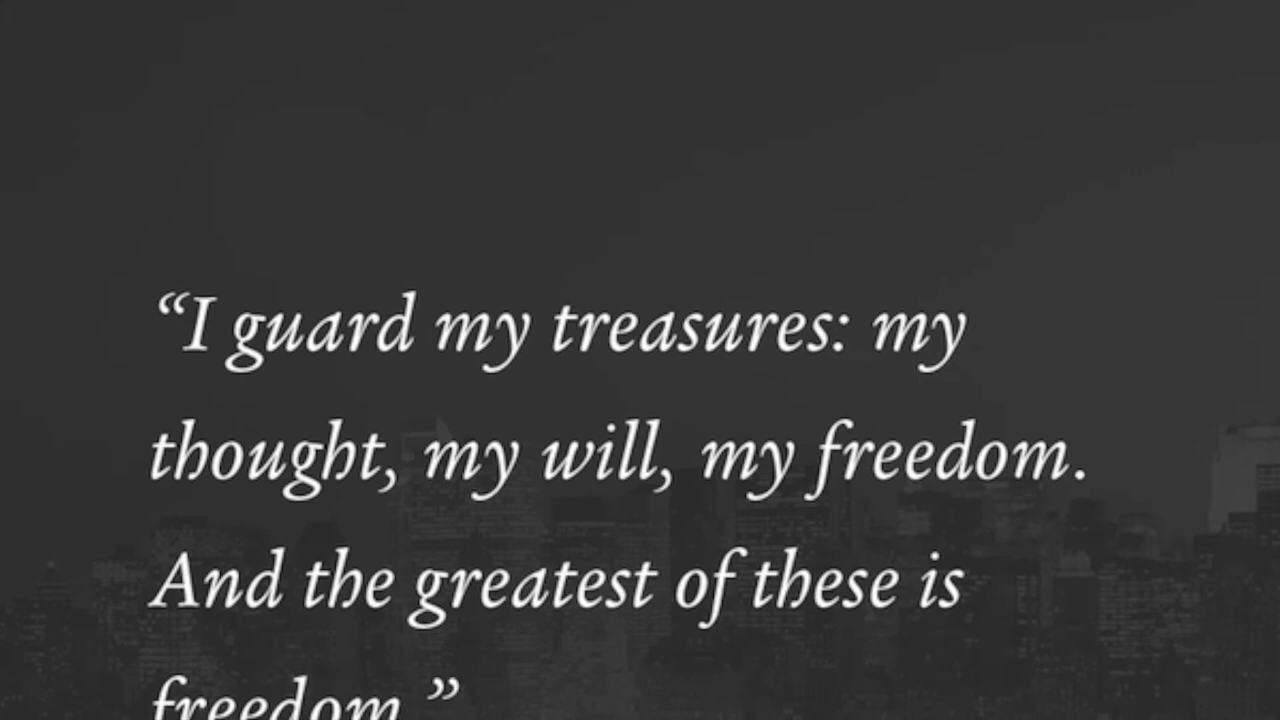 “I guard my treasures: my
thought, my will, my freedom.
And the greatest of these is
freedom.”